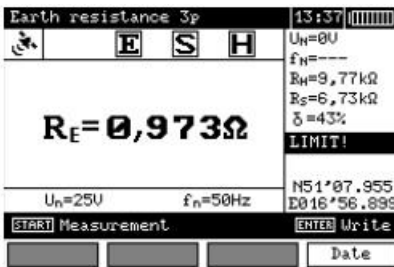 Earth resistance 3p 13:37
E S H
UN=0V
fN=---
RH=9,77kΩ
RS=6,73kΩ
δ=43%
LIMIT!
RE=0,973Ω
N51°07.955
E016°56.899
Un=25V fn=50Hz
START Measurement ENTER Write
Date